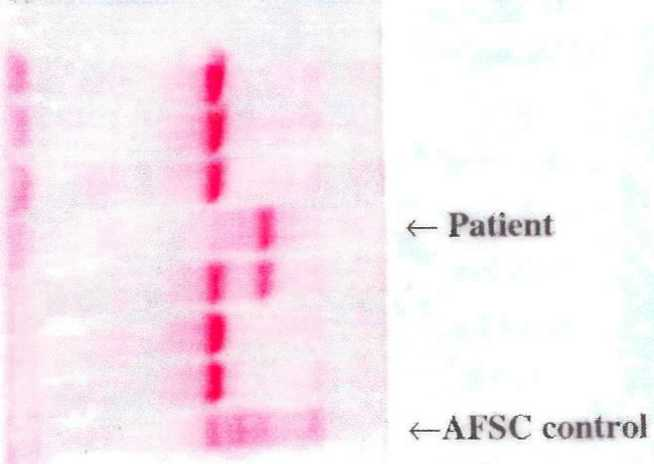 ← Patient
←AFSC control